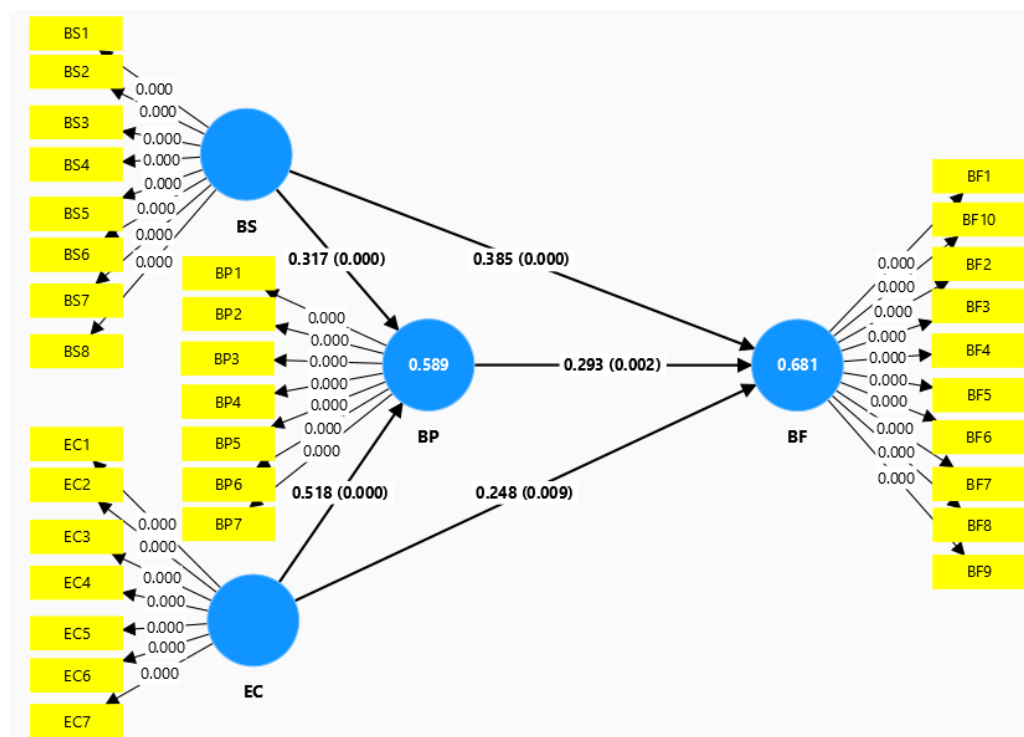 BS1
BS2
BS3
BS4
BS5
BS6
BS7
BS8
0.000
0.000
0.000
0.000
0.000
0.000
0.000
0.000
BS
0.317 (0.000)
0.385 (0.000)
BP1
BP2
BP3
BP4
BP5
BP6
BP7
0.000
0.000
0.000
0.000
0.000
0.000
0.000
0.589
BP
0.293 (0.002)
EC1
EC2
EC3
EC4
EC5
EC6
EC7
0.000
0.000
0.000
0.000
0.000
0.000
0.000
EC
0.518 (0.000)
0.248 (0.009)
0.681
BF
0.000
0.000
0.000
0.000
0.000
0.000
0.000
0.000
0.000
0.000
BF1
BF10
BF2
BF3
BF4
BF5
BF6
BF7
BF8
BF9